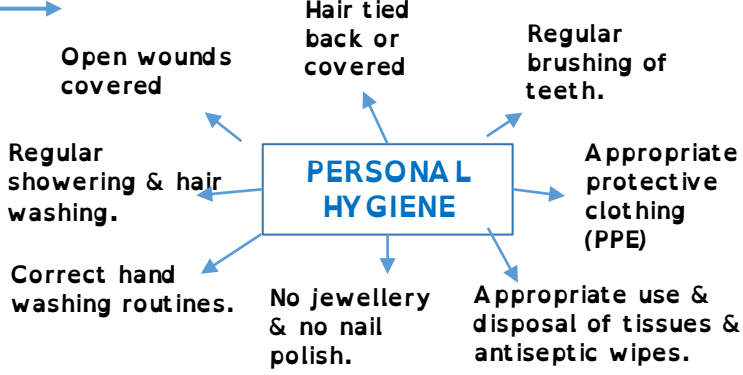 Hair tied
back or
covered
Regular
brushing of
teeth.
Open wounds
covered
Regular
showering & hair
washing.
PERSONAL
HYGIENE
Appropriate
protective
clothing
(PPE)
Correct hand
washing routines.
No jewellery
& no nail
polish.
Appropriate use &
disposal of tissues &
antiseptic wipes.